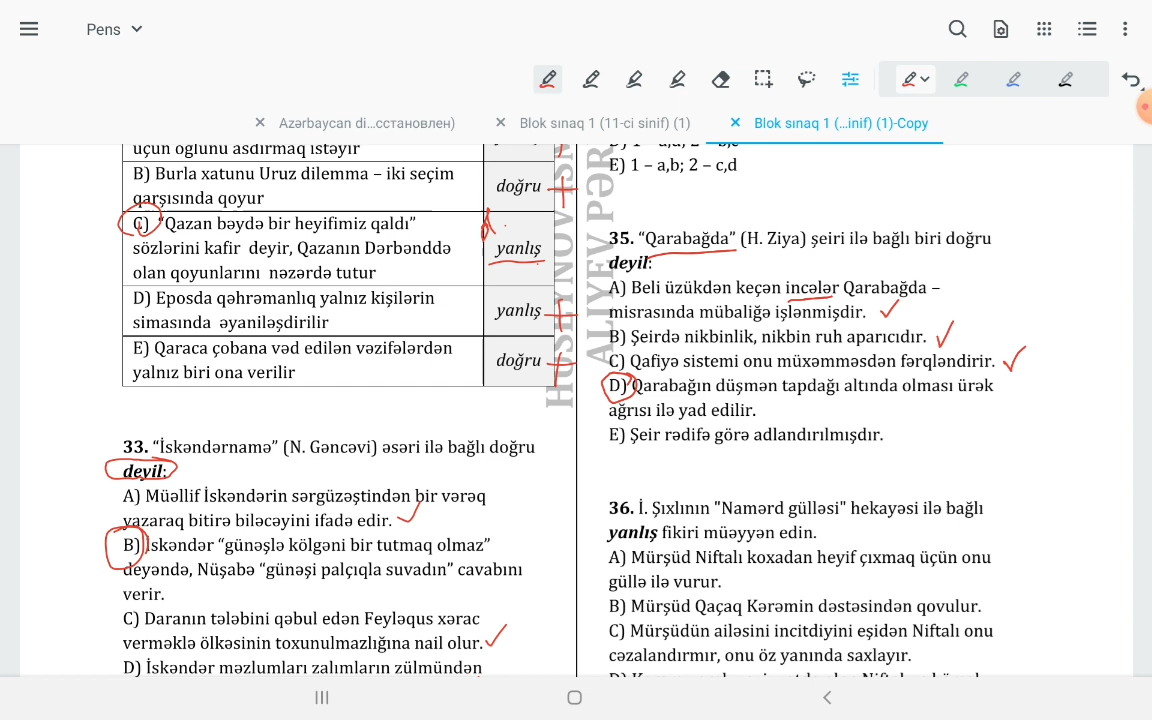 Pens
Azərbaycan di...сстановлен)
Blok sınaq 1 (11-ci sinif) (1)
Blok sınaq 1 (...inif) (1)-Copy
üçün oğlunu asdırmaq istəyir
B) Burla xatunu Uruz dilemma – iki seçim
qarşısında qoyur
doğru
C) “Qazan bəydə bir heyifimiz qaldı”
sözlərini kafir deyir, Qazanın Dərbənddə
olan qoyunlarını nəzərdə tutur
d.
yanlış
D) Eposda qəhrəmanlıq yalnız kişilərin
simasında əyaniləşdirilir
yanlış
E) Qaraca çobana vəd edilən vəzifələrdən
yalnız biri ona verilir
doğru
33. “İskəndərnamə” (N. Gəncəvi) əsəri ilə bağlı doğru
deyil:
A) Müəllif İskəndərin sərgüzəştindən bir vərəq
yazaraq bitirə biləcəyini ifadə edir.
B) İskəndər “günəşlə kölgəni bir tutmaq olmaz”
deyəndə, Nüşabə “günəşi palçıqla suvadın” cavabını
verir.
C) Daranın tələbini qəbul edən Feyləqus xərac
verməklə ölkəsinin toxunulmazlığına nail olur.
D) İskəndər məzlumları zalımların zülmündən
HÜSEYNOV
ALIYEV PƏR
E) 1 – a,b; 2 – c,d
35. “Qarabağda” (H. Ziya) şeiri ilə bağlı biri doğru
deyil:
A) Beli üzükdən keçən incələr Qarabağda –
misrasında mübaliğə işlənmişdir.
B) Şeirdə nikbinlik, nikbin ruh aparıcıdır.
C) Qafiyə sistemi onu müxəmməsdən fərqləndirir.
D) Qarabağın düşmən tapdağı altında olması ürək
ağrısı ilə yad edilir.
E) Şeir rədifə görə adlandırılmışdır.
36. İ. Şıxlının "Namərd gülləsi" hekayəsi ilə bağlı
yanlış fikiri müəyyən edin.
A) Mürşüd Niftalı koxadan heyif çıxmaq üçün onu
güllə ilə vurur.
B) Mürşüd Qaçaq Kərəmin dəstəsindən qovulur.
C) Mürşüdün ailəsini incitdiyini eşidən Niftalı onu
cəzalandırmır, onu öz yanında saxlayır.